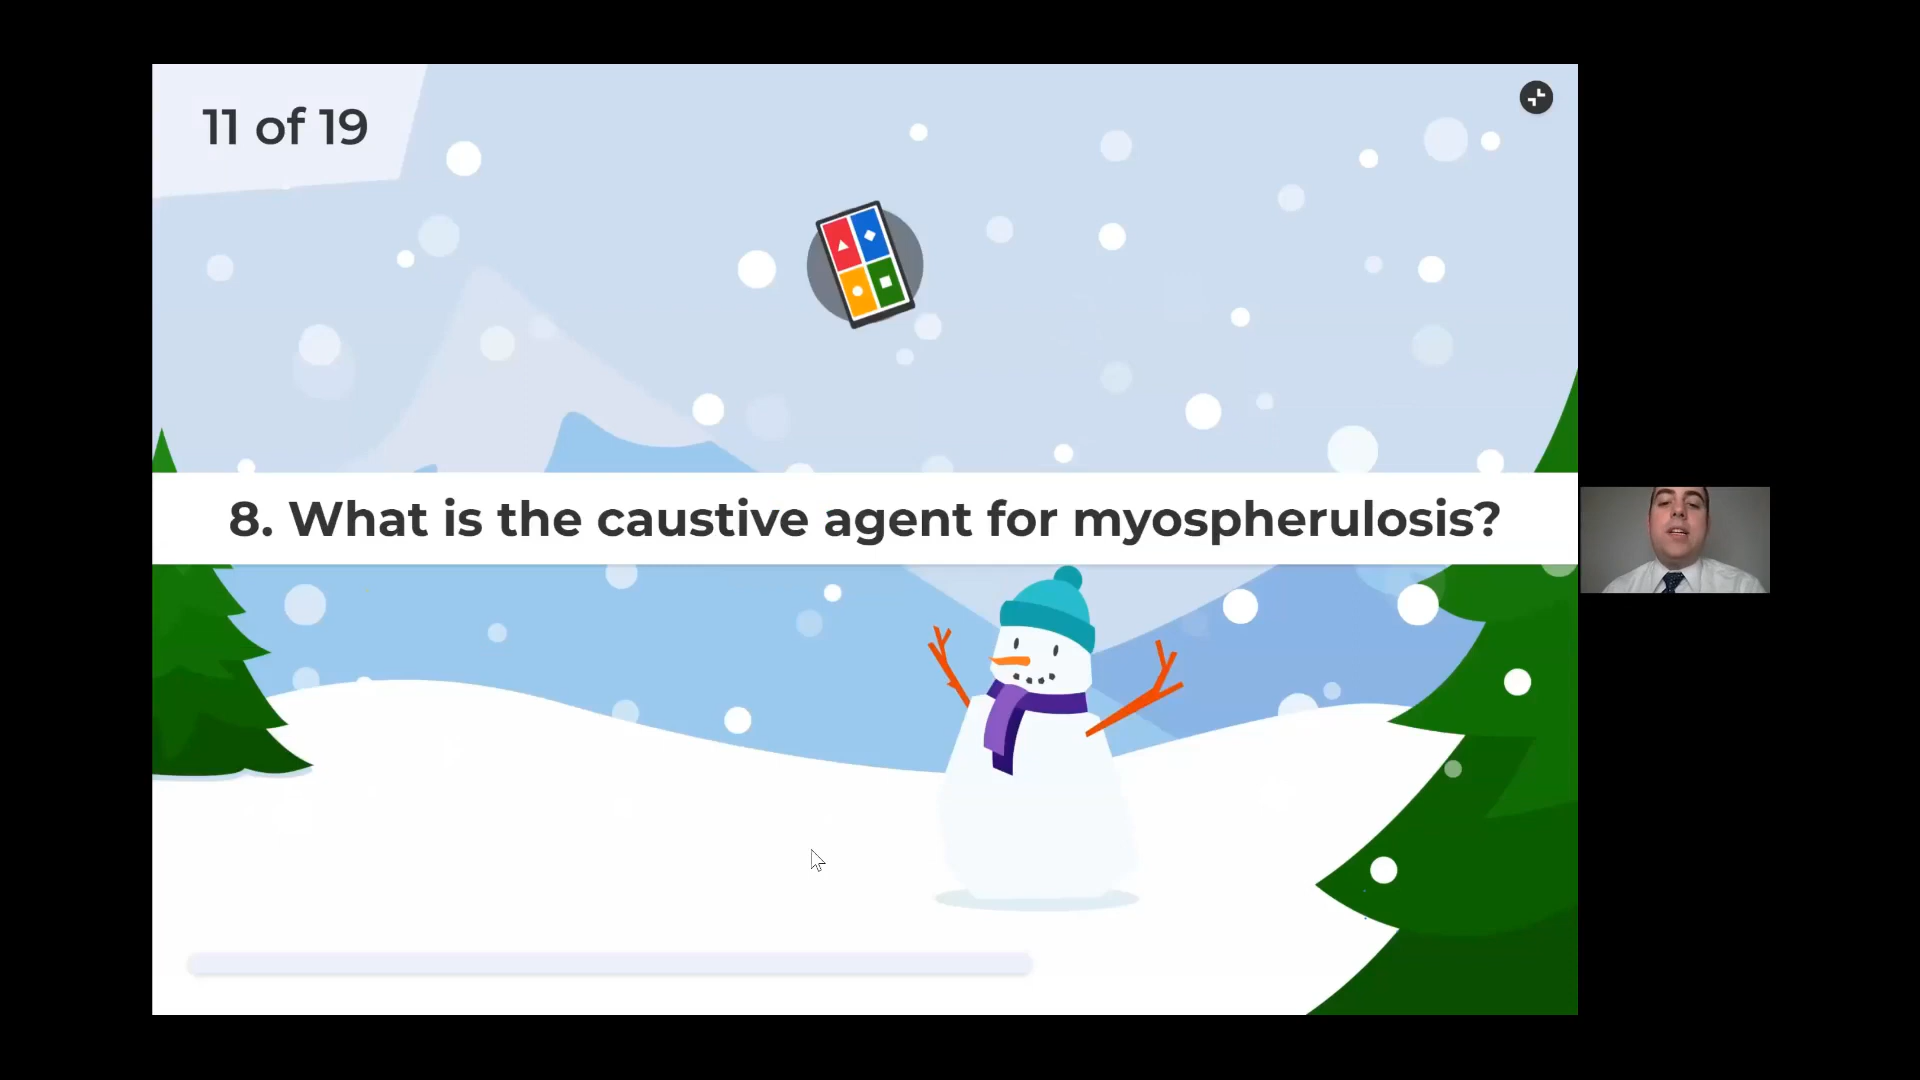 11 of 19
8. What is the caustive agent for myospherulosis?